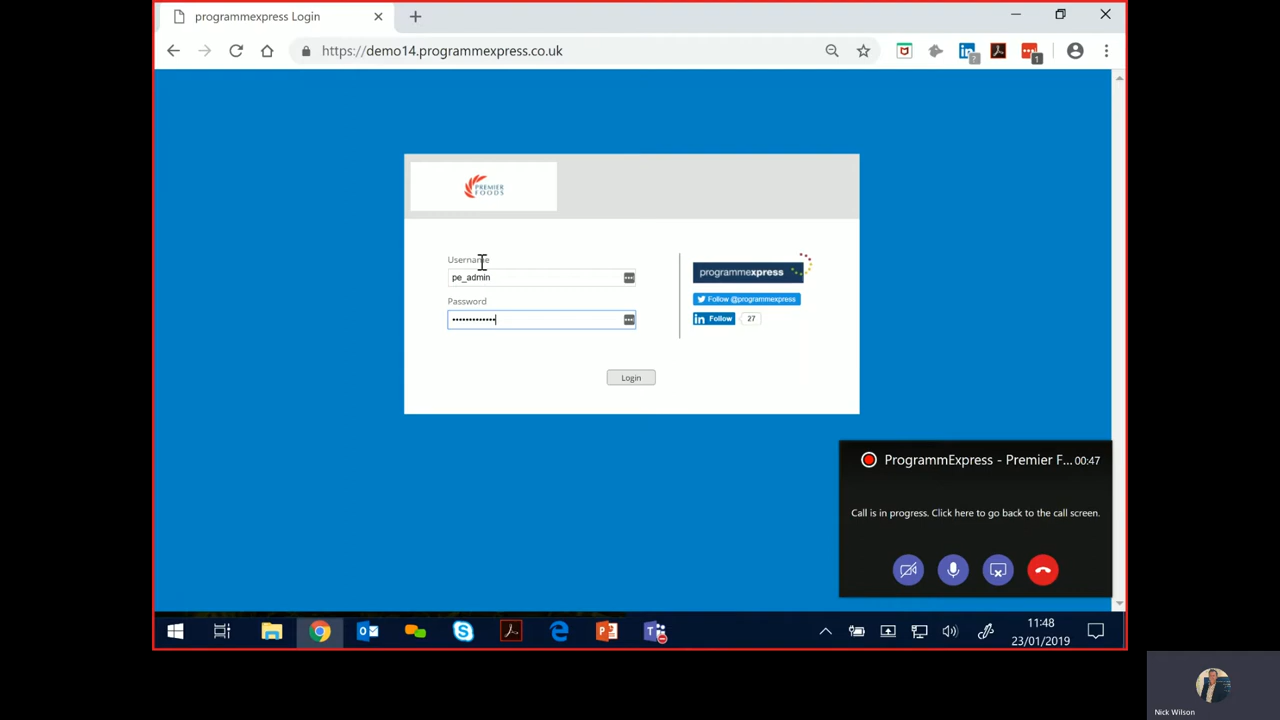 programmexpress Login
https://demo14.programmexpress.co.uk
1
PREMIER
FOODS
Username
pe_admin
Password
•••••••••••••
Login
programmexpress
Follow @programmexpress
in Follow 27
ProgrammExpress - Premier F... 00:47
Call is in progress. Click here to go back to the call screen.
11:48
23/01/2019
Nick Wilson